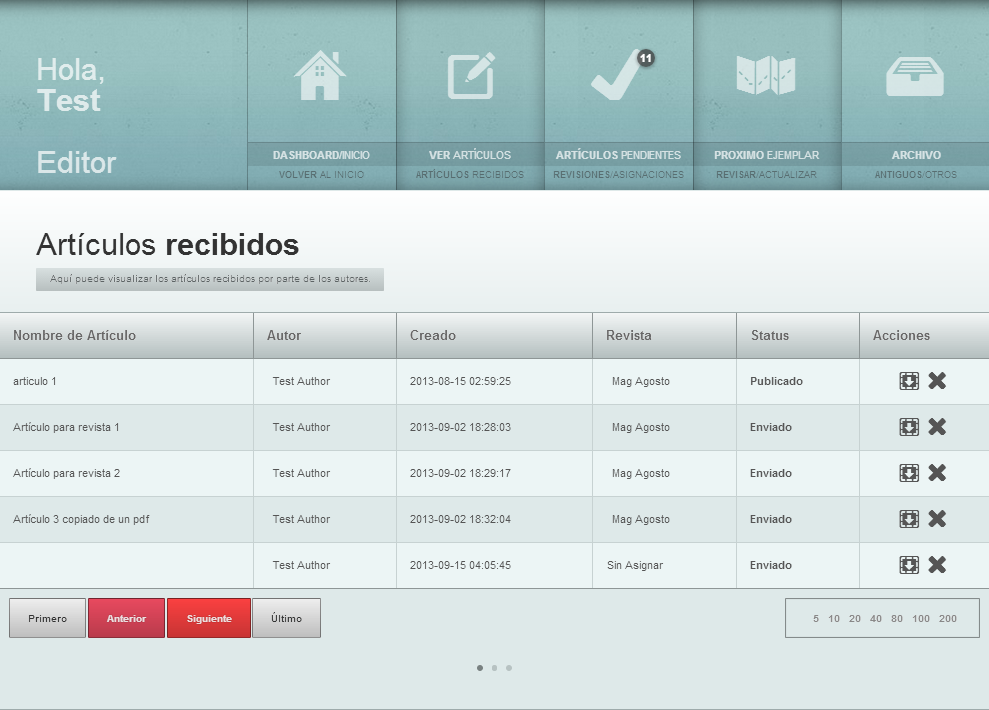 Hola,
Test
Editor
11
DASHBOARD/INICIO
VOLVER AL INICIO
VER ARTÍCULOS
ARTÍCULOS RECIBIDOS
ARTÍCULOS PENDIENTES
REVISIONES/ASIGNACIONES
PROXIMO EJEMPLAR
REVISAR/ACTUALIZAR
ARCHIVO
ANTIGUOS/OTROS
Artículos recibidos
Aquí puede visualizar los artículos recibidos por parte de los autores.
Nombre de Artículo Autor Creado Revista Status Acciones
articulo 1 Test Author 2013-08-15 02:59:25 Mag Agosto Publicado
Artículo para revista 1 Test Author 2013-09-02 18:28:03 Mag Agosto Enviado
Artículo para revista 2 Test Author 2013-09-02 18:29:17 Mag Agosto Enviado
Artículo 3 copiado de un pdf Test Author 2013-09-02 18:32:04 Mag Agosto Enviado
Test Author 2013-09-15 04:05:45 Sin Asignar Enviado
Primero Anterior Siguiente Último 5 10 20 40 80 100 200